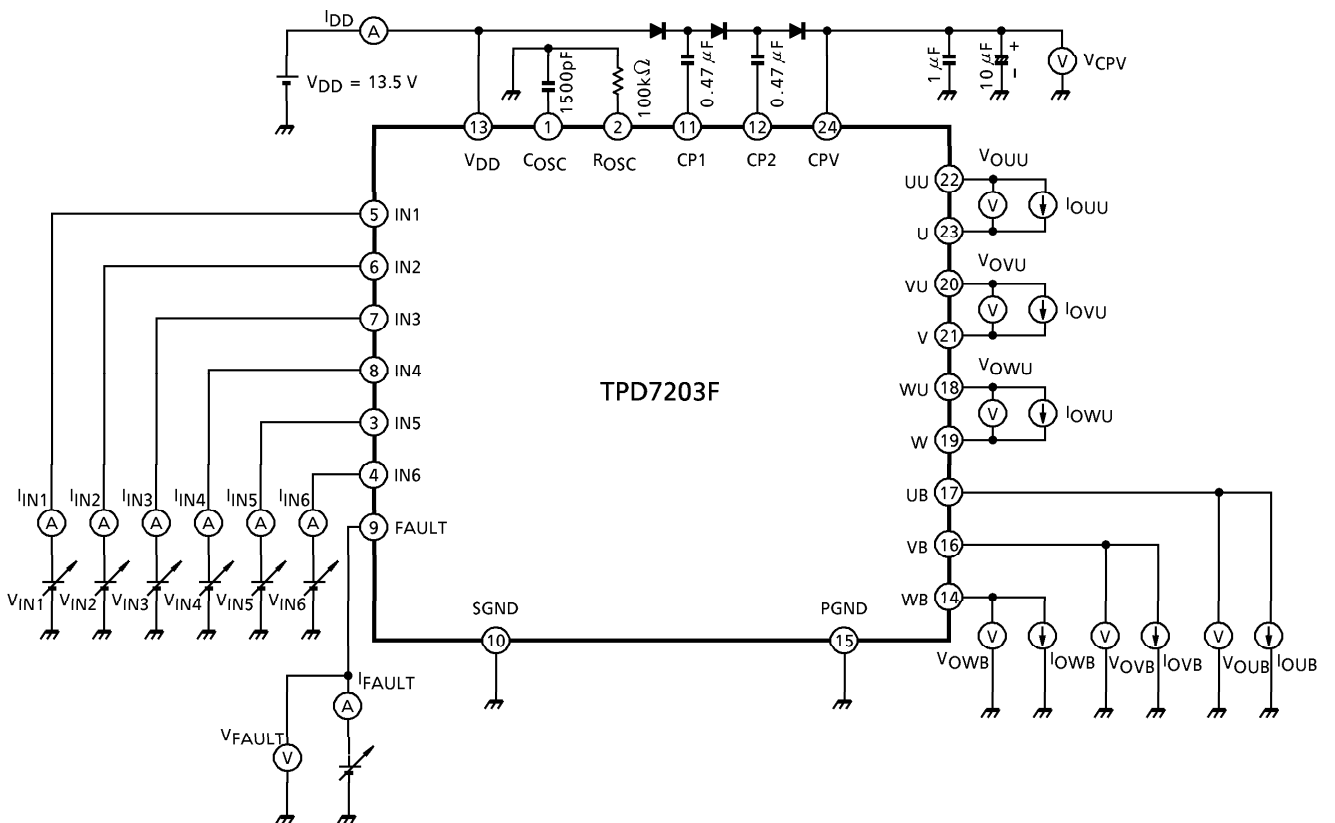 IDD
A
VDD = 13.5 V
1500pF
100kΩ
0.47 μF
0.47 μF
1 μF
10 μF
+
−
V
VCPV
13
1
2
11
12
24
VDD
COSC
ROSC
CP1
CP2
CPV
5 IN1
6 IN2
7 IN3
8 IN4
3 IN5
4 IN6
9 FAULT
TPD7203F
UU 22
VOUU
V
IOUU
U 23
VU 20
VOVU
V
IOVU
V 21
WU 18
VOWU
V
IOWU
W 19
UB 17
VB 16
WB 14
IIN1 IIN2 IIN3 IIN4 IIN5 IIN6
A A A A A A
VIN1 VIN2 VIN3 VIN4 VIN5 VIN6
SGND
10
PGND
15
V V V
VOWB IOWB VOVB IOVB VOUB IOUB
IFAULT
A
VFAULT
V